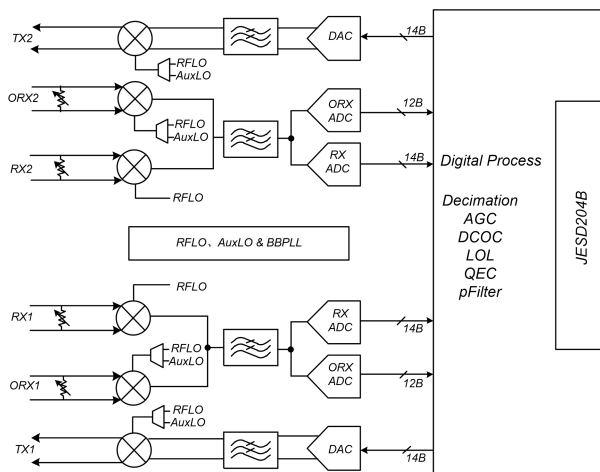 TX2
DAC
14B
RFLO
AuxLO
ORX2
RFLO
AuxLO
ORX
ADC
12B
RX2
RFLO
RX
ADC
14B
Digital Process
Decimation
AGC
DCOC
LOL
QEC
pFilter
JESD204B
RFLO、AuxLO & BBPLL
RFLO
RX1
RX
ADC
14B
RFLO
AuxLO
ORX1
ORX
ADC
12B
RFLO
AuxLO
TX1
DAC
14B